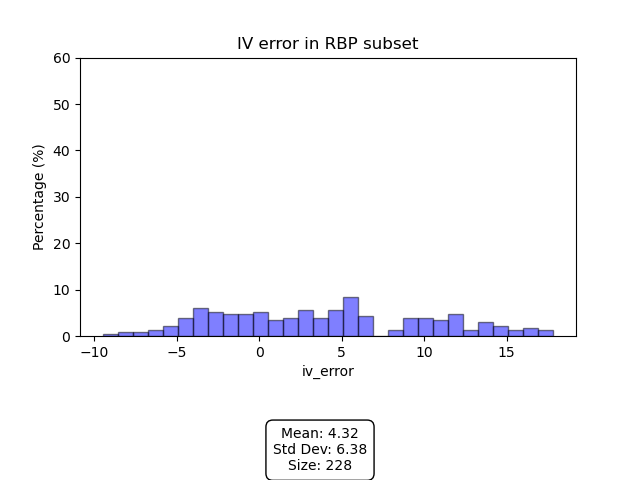 IV error in RBP subset
60
50
40
30
20
10
0
Percentage (%)
−10
−5
0
5
10
15
iv_error
Mean: 4.32
Std Dev: 6.38
Size: 228